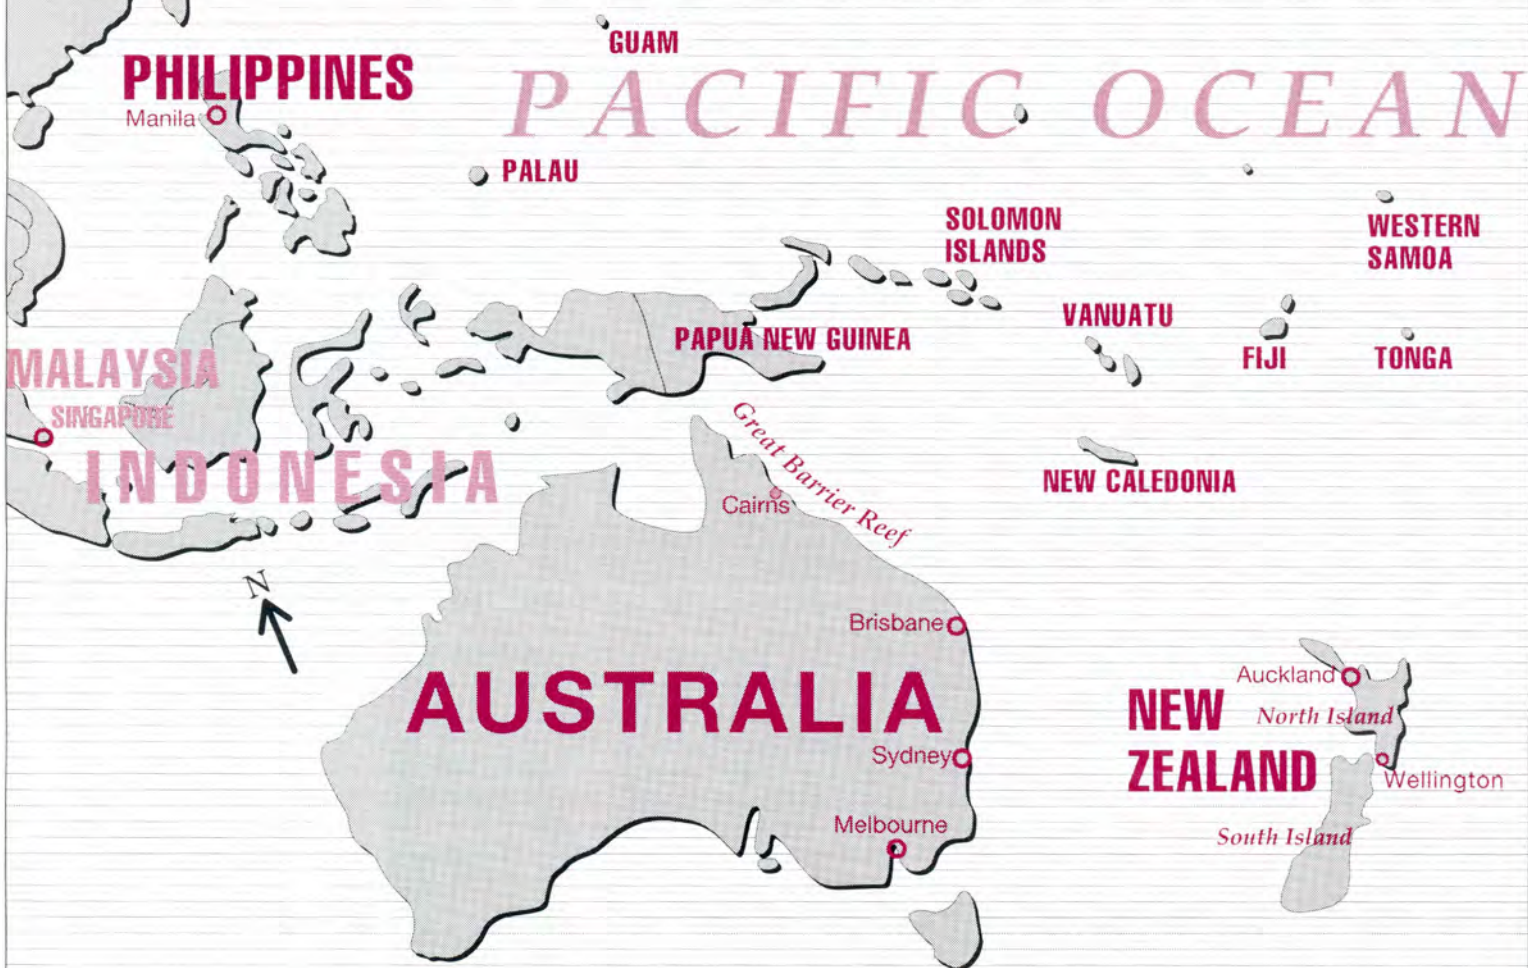 GUAM
PHILIPPINES
PACIFIC OCEAN
Manila
PALAU
SOLOMON
ISLANDS
WESTERN
SAMOA
VANUATU
PAPUA NEW GUINEA
FIJI
TONGA
MALAYSIA
SINGAPORE
Great Barrier Reef
INDONESIA
NEW CALEDONIA
Cairns
N
Brisbane
AUSTRALIA
Auckland
NEW
ZEALAND
North Island
Sydney
Wellington
Melbourne
South Island